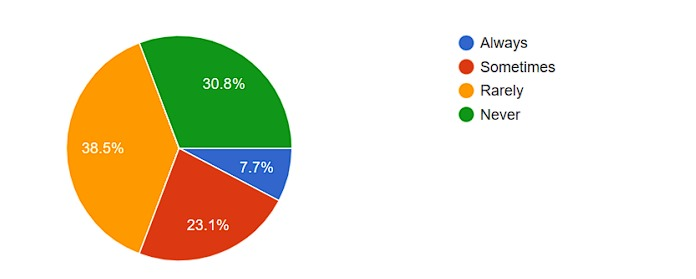 30.8%
38.5%
7.7%
23.1%
Always
Sometimes
Rarely
Never